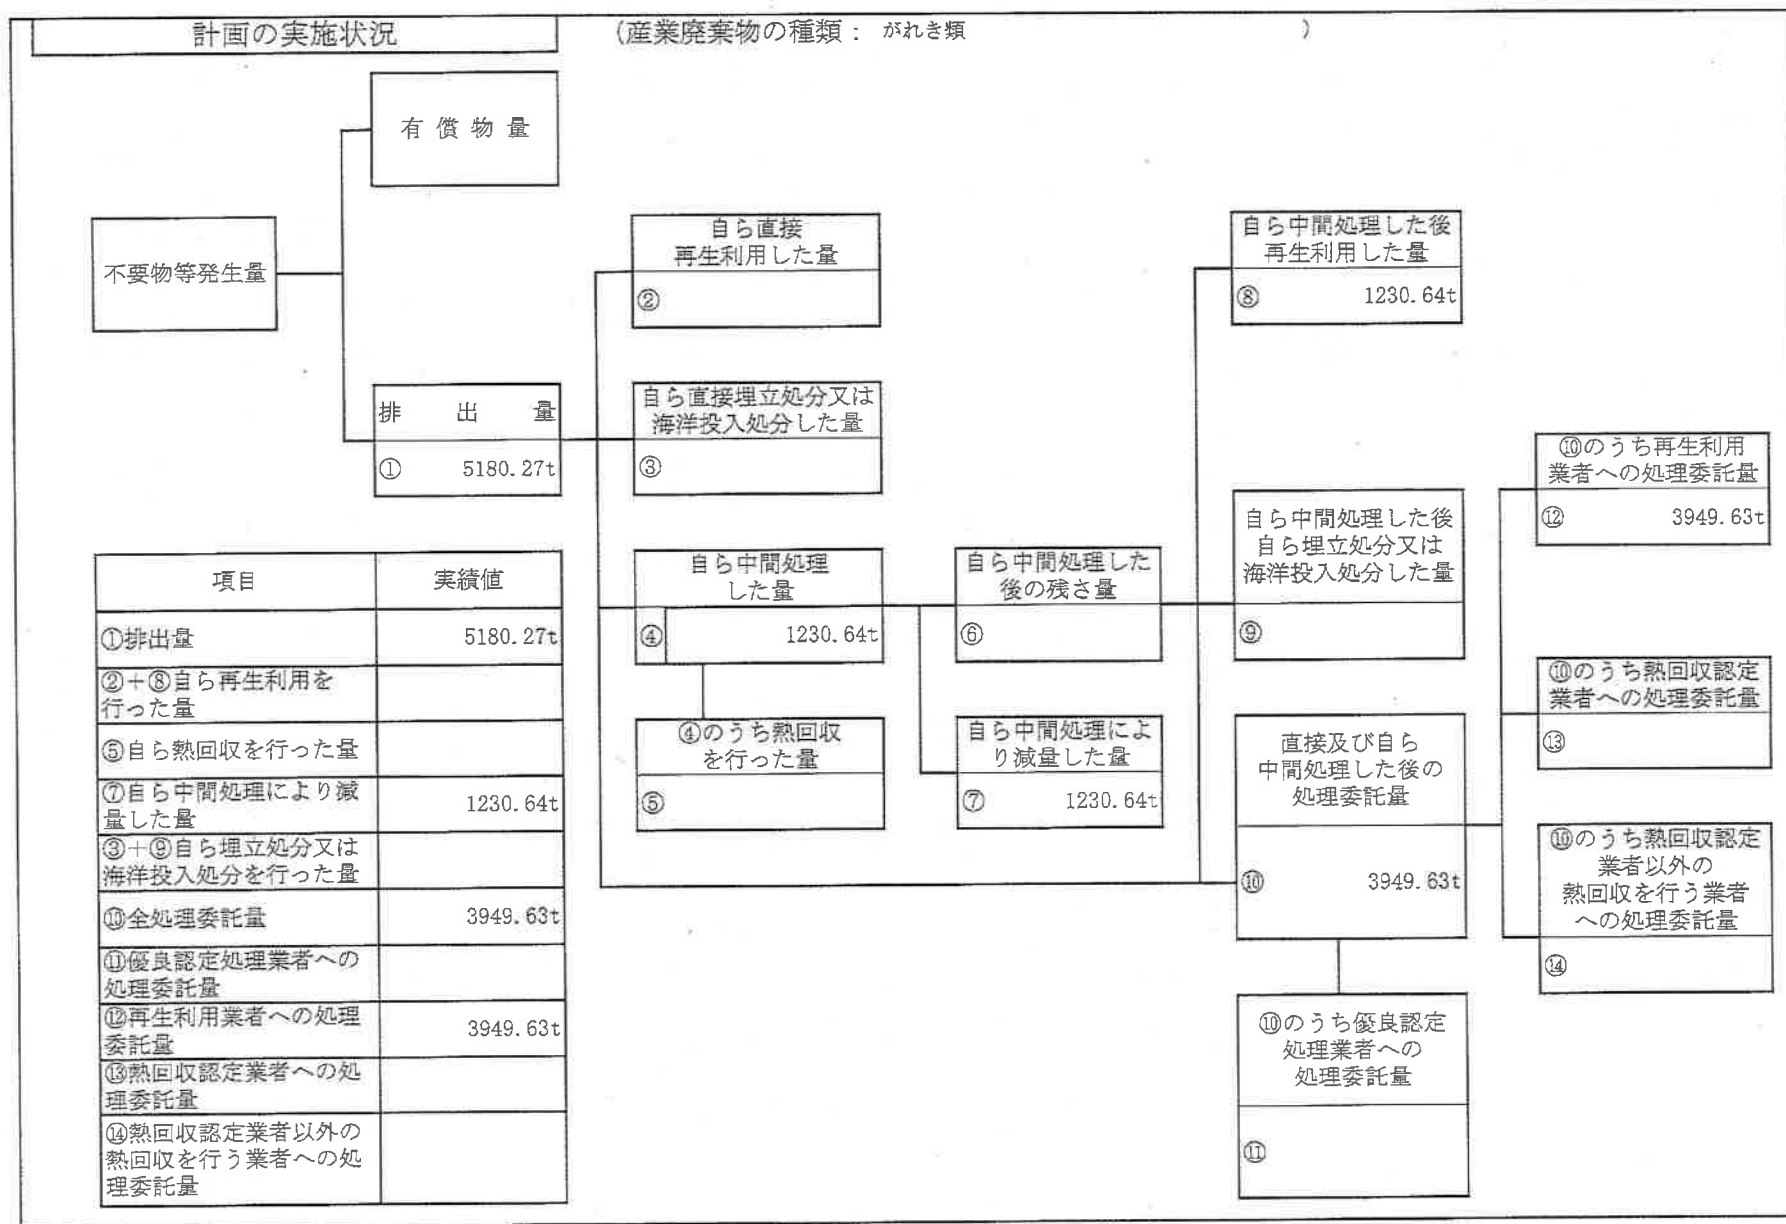 計画の実施状況
(産業廃棄物の種類： がれき類 )
有 償 物 量
不要物等発生量
排 出 量
① 5180.27t
自ら直接
再生利用した量
②
自ら直接埋立処分又は
海洋投入処分した量
③
自ら中間処理
した量
④ 1230.64t
④のうち熱回収
を行った量
⑤
自ら中間処理した
後の残さ量
⑥
自ら中間処理によ
り減量した量
⑦ 1230.64t
自ら中間処理した後
再生利用した量
⑧ 1230.64t
自ら中間処理した後
自ら埋立処分又は
海洋投入処分した量
⑨
直接及び自ら
中間処理した後の
処理委託量
⑩ 3949.63t
⑩のうち優良認定
処理業者への
処理委託量
⑪
⑩のうち再生利用
業者への処理委託量
⑫ 3949.63t
⑩のうち熱回収認定
業者への処理委託量
⑬
⑩のうち熱回収認定
業者以外の
熱回収を行う業者
への処理委託量
⑭
項目 実績値
①排出量 5180.27t
②＋⑧自ら再生利用を
行った量
⑤自ら熱回収を行った量
⑦自ら中間処理により減
量した量 1230.64t
③＋⑨自ら埋立処分又は
海洋投入処分を行った量
⑩全処理委託量 3949.63t
⑪優良認定処理業者への
処理委託量
⑫再生利用業者への処理
委託量 3949.63t
⑬熱回収認定業者への処
理委託量
⑭熱回収認定業者以外の
熱回収を行う業者への処
理委託量